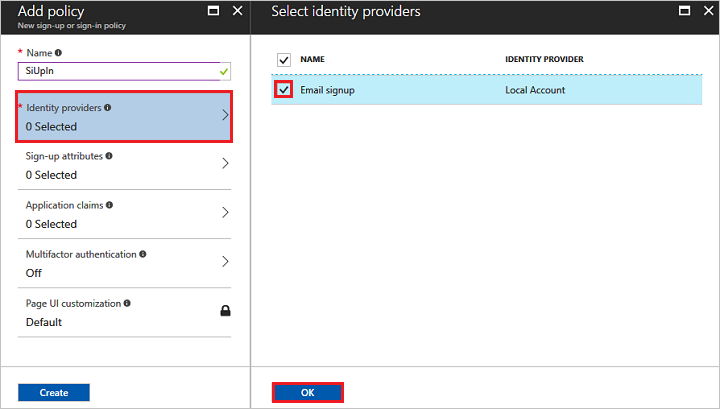 Add policy
New sign-up or sign-in policy
* Name
SiUpIn
* Identity providers
0 Selected
Sign-up attributes
0 Selected
Application claims
0 Selected
Multifactor authentication
Off
Page UI customization
Default
Create
Select identity providers
NAME IDENTITY PROVIDER
Email signup Local Account
OK